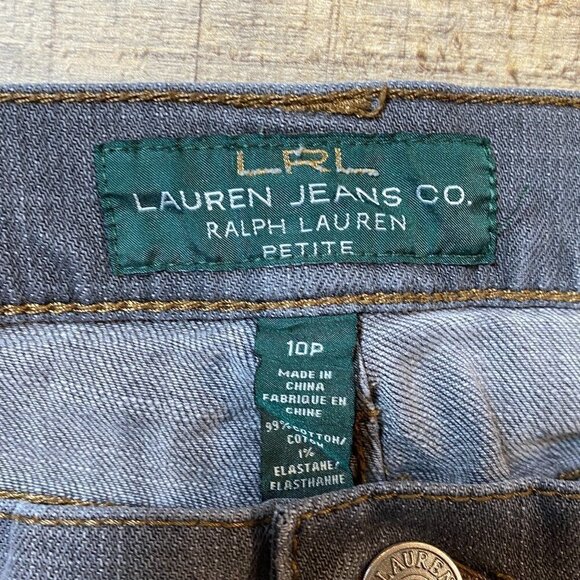 LRL
LAUREN JEANS CO.
RALPH LAUREN
PETITE
10P
MADE IN
CHINA
FABRIQUE EN
CHINE
99% COTTON/
COTON
1%
ELASTANE/
ELASTHANNE
LAUREN